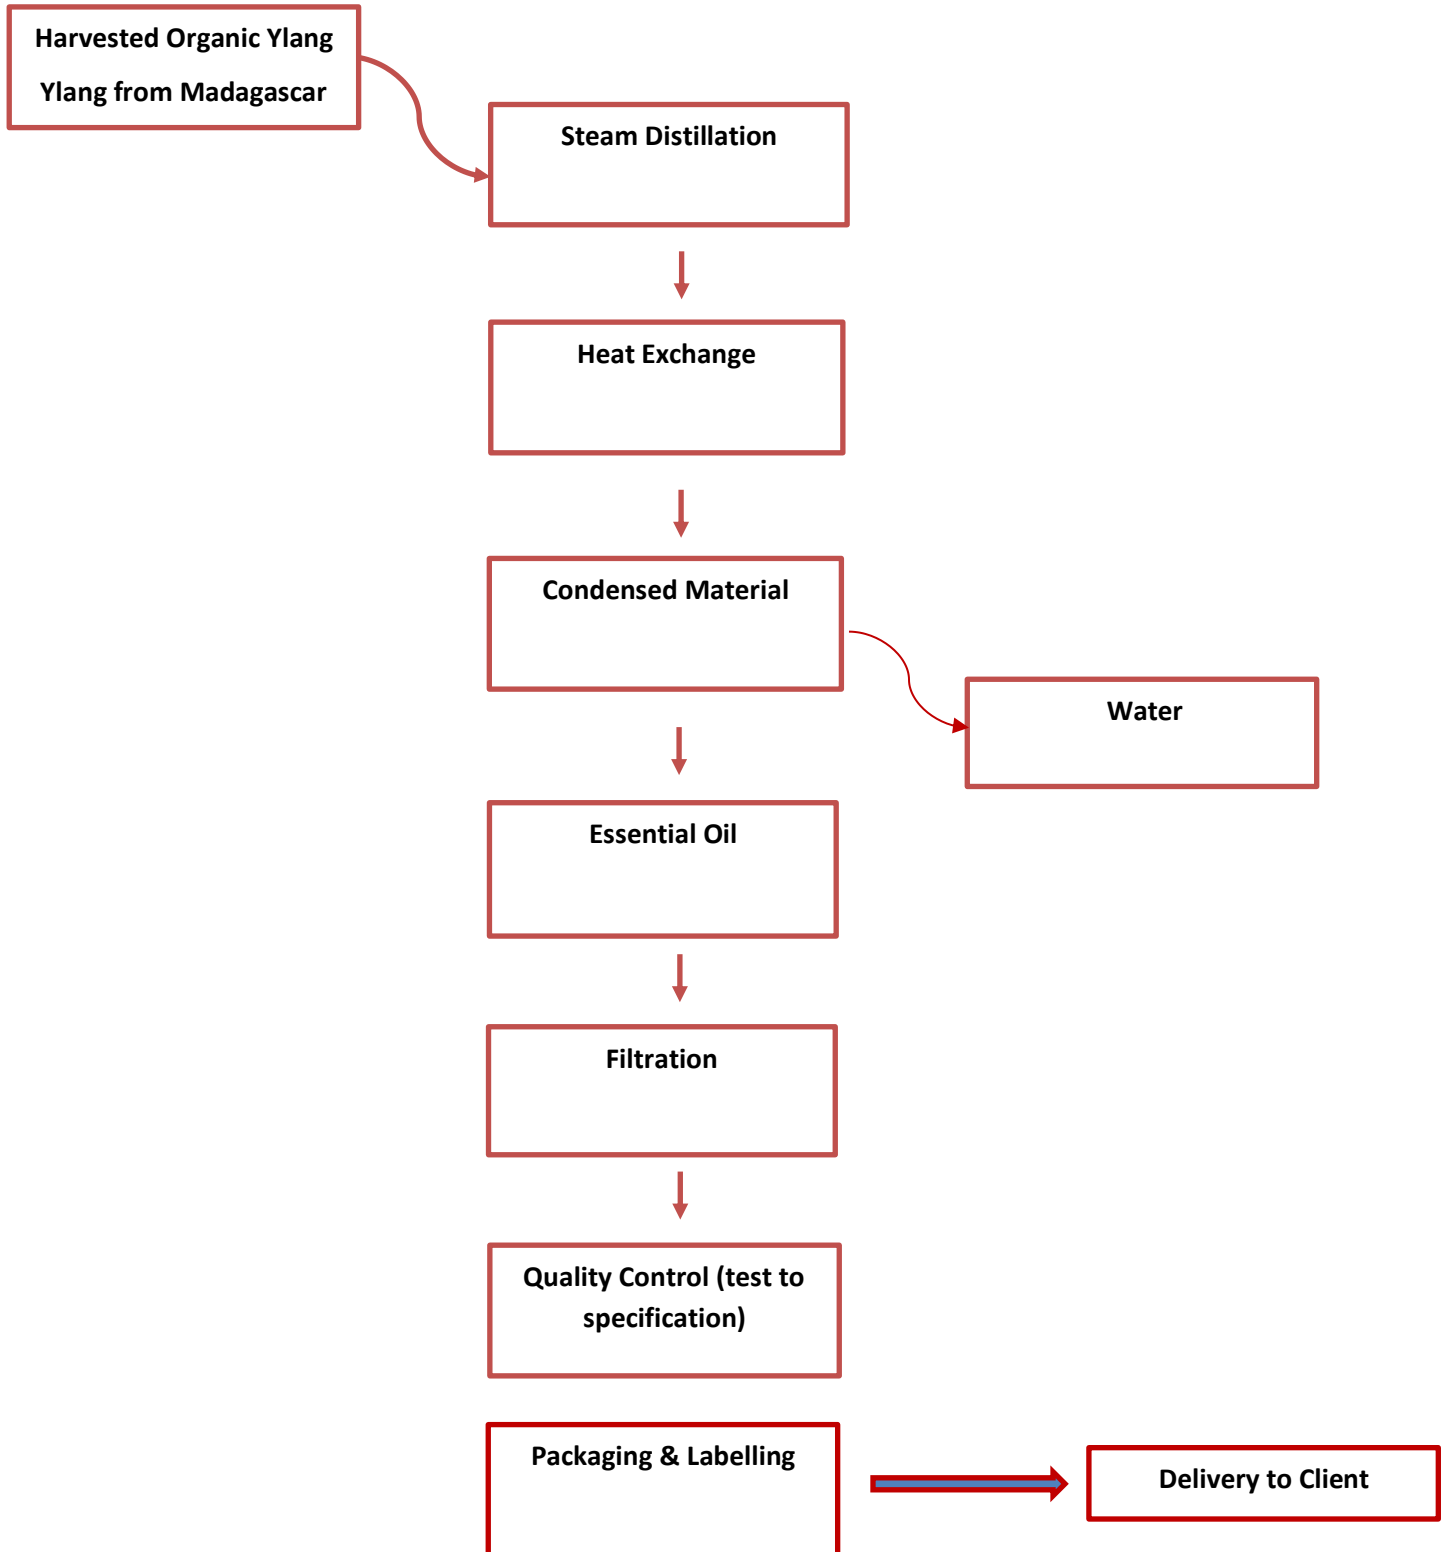 Harvested Organic Ylang
Ylang from Madagascar
Steam Distillation
Heat Exchange
Condensed Material
Water
Essential Oil
Filtration
Quality Control (test to
specification)
Packaging & Labelling
Delivery to Client